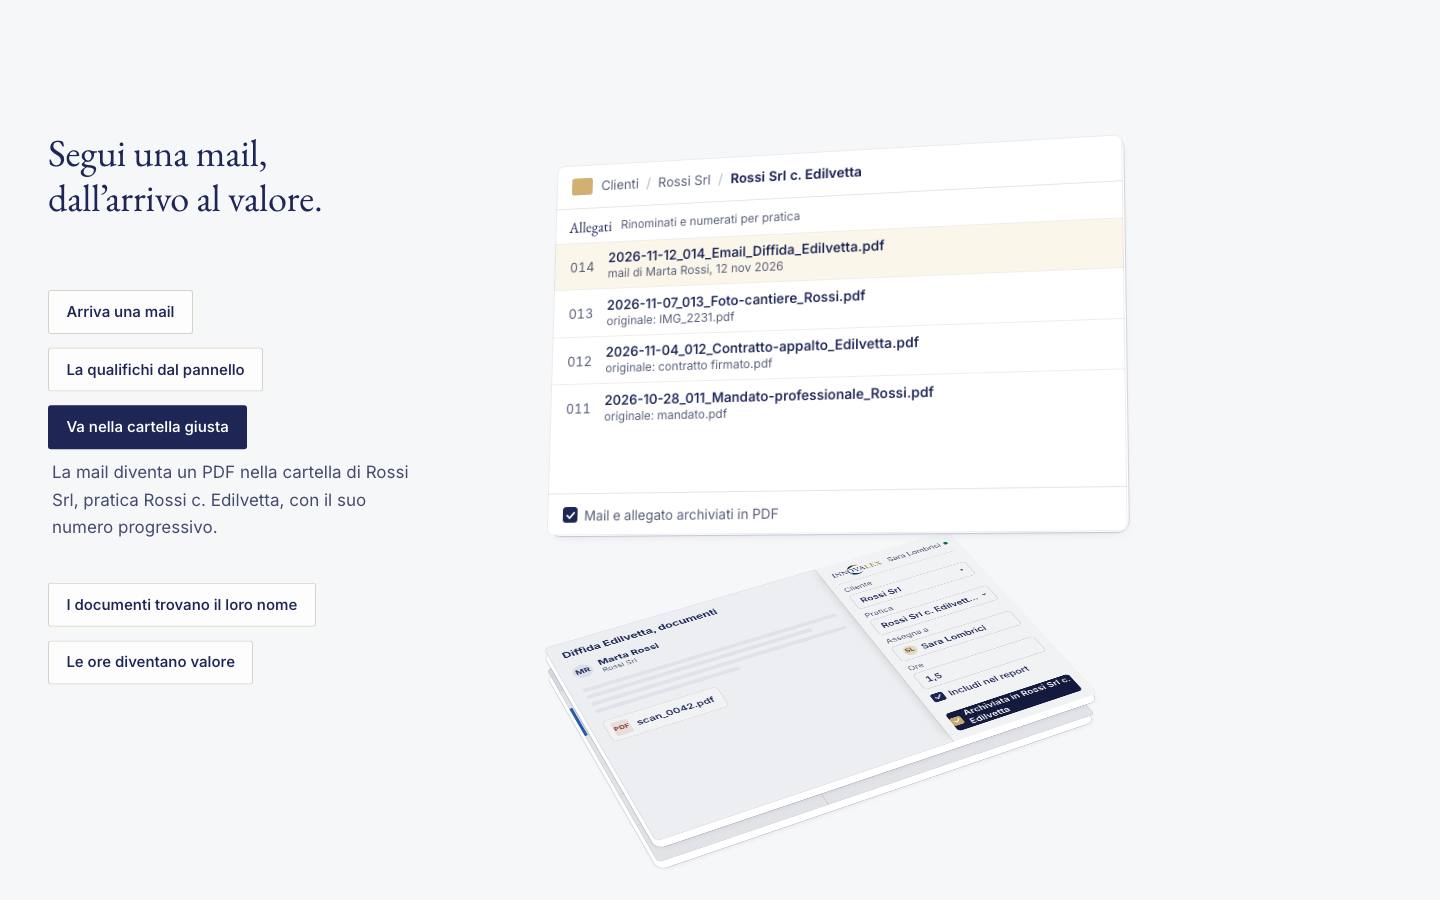 Segui una mail,
dall’arrivo al valore.
Arriva una mail
La qualifichi dal pannello
Va nella cartella giusta
La mail diventa un PDF nella cartella di Rossi
Srl, pratica Rossi c. Edilvetta, con il suo
numero progressivo.
I documenti trovano il loro nome
Le ore diventano valore
Clienti / Rossi Srl / Rossi Srl c. Edilvetta
Allegati Rinominati e numerati per pratica
014 2026-11-12_014_Email_Diffida_Edilvetta.pdf
mail di Marta Rossi, 12 nov 2026
013 2026-11-07_013_Foto-cantiere_Rossi.pdf
originale: IMG_2231.pdf
012 2026-11-04_012_Contratto-appalto_Edilvetta.pdf
originale: contratto firmato.pdf
011 2026-10-28_011_Mandato-professionale_Rossi.pdf
originale: mandato.pdf
Mail e allegato archiviati in PDF
Diffida Edilvetta, documenti
MR Marta Rossi
Rossi Srl
PDF scan_0042.pdf
INNOVALEX Sara Lombrici
Cliente
Rossi Srl
Pratica
Rossi Srl c. Edilvett...
Assegna a
SL Sara Lombrici
Ore
1,5
Includi nel report
Archiviata in Rossi Srl c.
Edilvetta